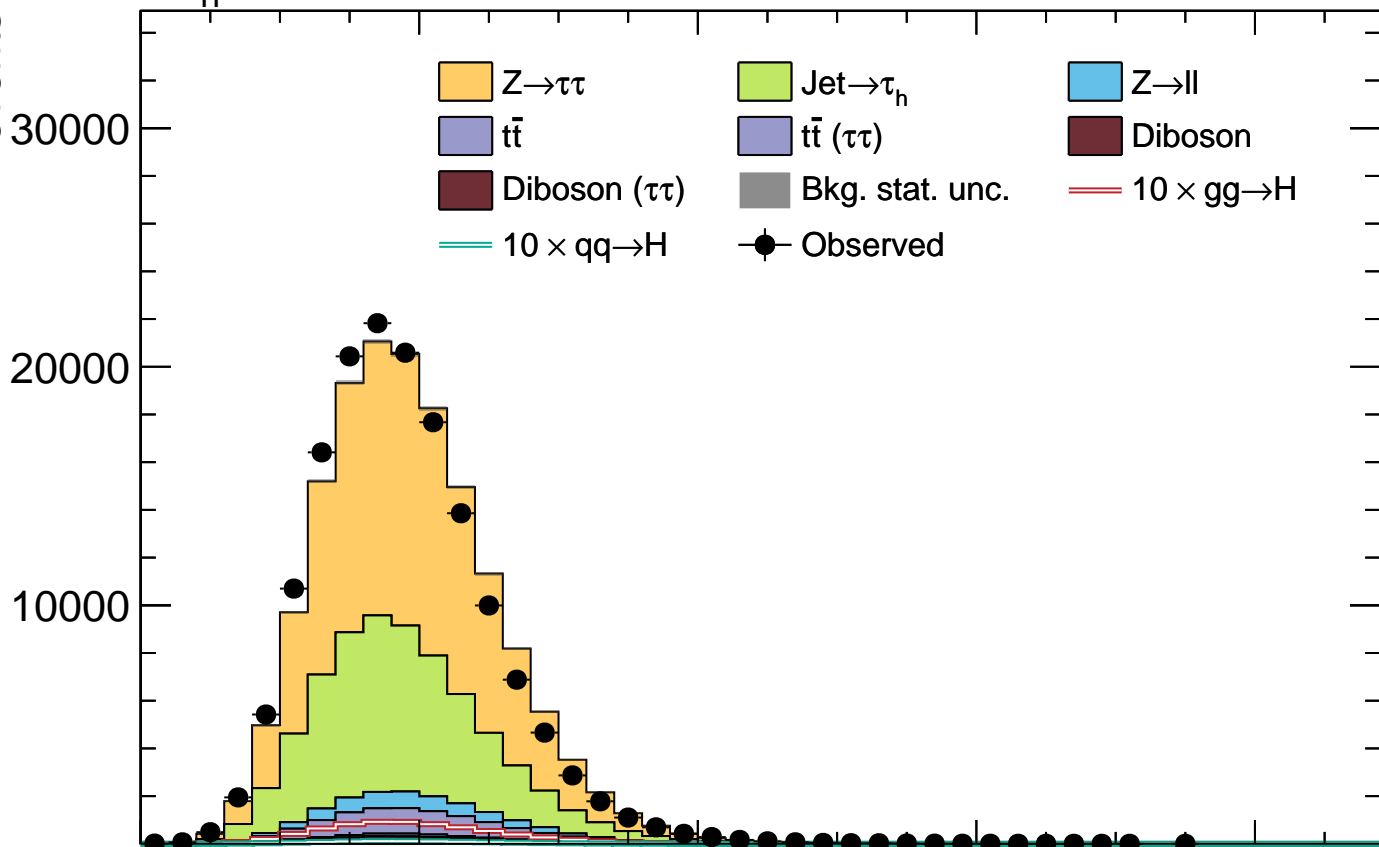 30000
20000
10000
Z→ττ Jet→τh Z→ll
tt̄ tt̄ (ττ) Diboson
Diboson (ττ) Bkg. stat. unc. 10 × gg→H
10 × qq→H Observed